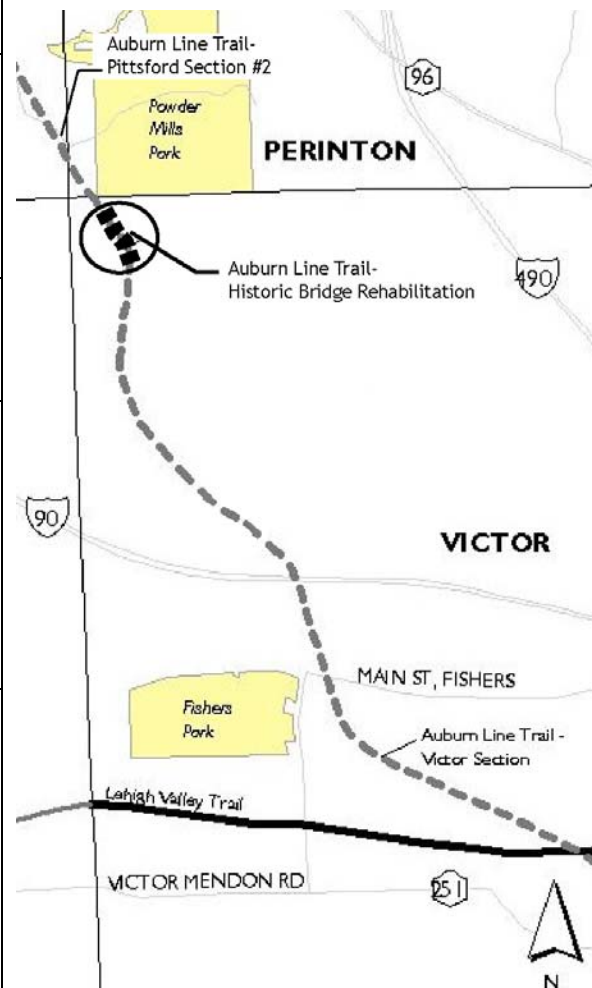 Auburn Line Trail-
Pittsford Section #2
96
Powder
Mills
Park
PERINTON
Auburn Line Trail-
Historic Bridge Rehabilitation
490
90
VICTOR
MAIN ST, FISHERS
Fishers
Park
Auburn Line Trail -
Victor Section
Lehigh Valley Trail
VICTOR MENDON RD
251
N